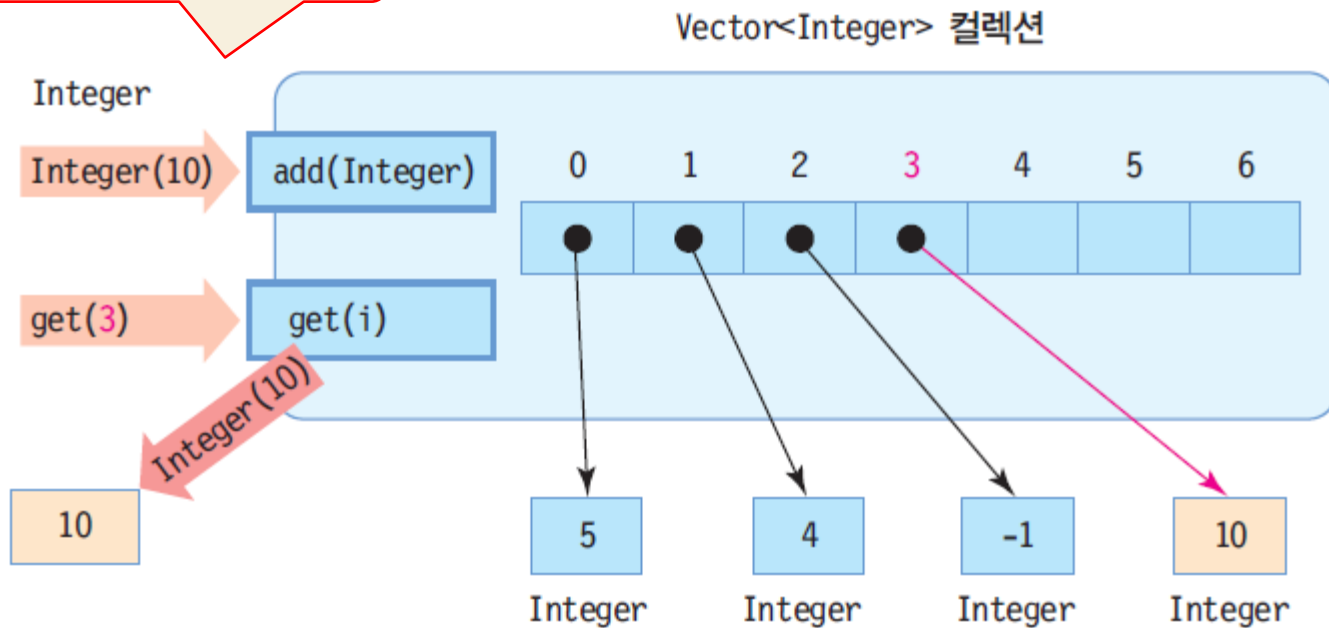 Vector<Integer> 컬렉션
Integer
Integer(10)
add(Integer)
0 1 2 3 4 5 6
get(3)
get(i)
Integer(10)
10
5 4 -1 10
Integer Integer Integer Integer